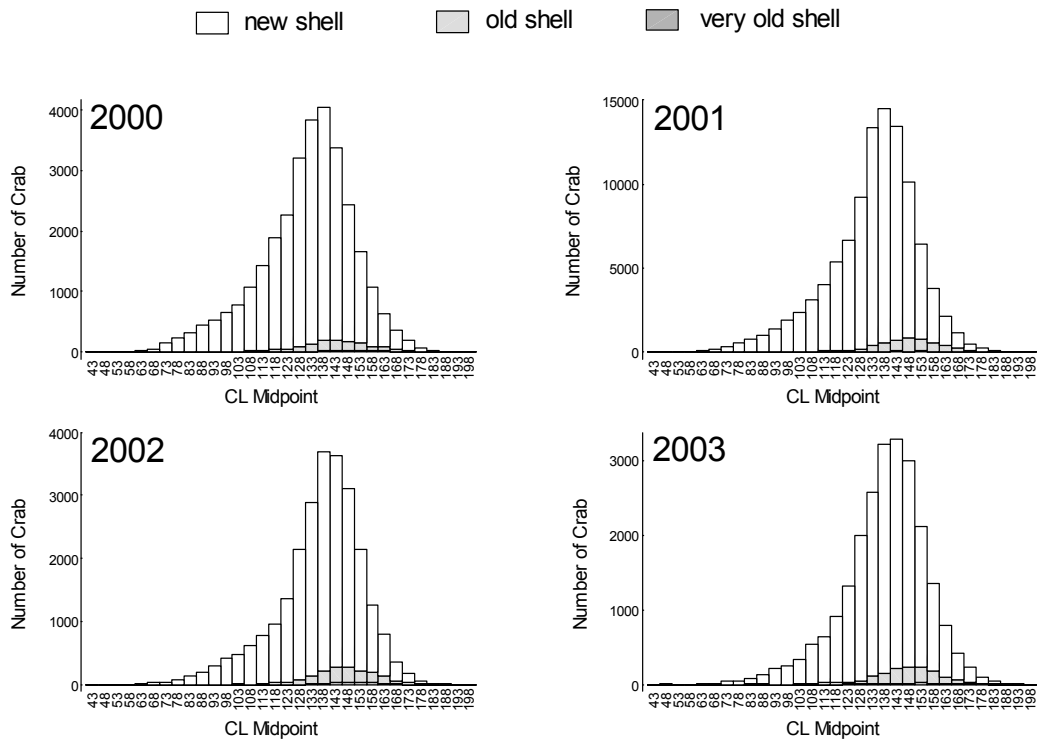 new shell old shell very old shell
2000
Number of Crab
4000
3000
2000
1000
0
43 48 53 58 63 68 73 78 83 88 93 98 103 108 113 118 123 128 133 138 143 148 153 158 163 168 173 178 183 188 193 198
CL Midpoint
2001
Number of Crab
15000
10000
5000
0
43 48 53 58 63 68 73 78 83 88 93 98 103 108 113 118 123 128 133 138 143 148 153 158 163 168 173 178 183 188 193 198
CL Midpoint
2002
Number of Crab
4000
3000
2000
1000
0
43 48 53 58 63 68 73 78 83 88 93 98 103 108 113 118 123 128 133 138 143 148 153 158 163 168 173 178 183 188 193 198
CL Midpoint
2003
Number of Crab
3000
2000
1000
0
43 48 53 58 63 68 73 78 83 88 93 98 103 108 113 118 123 128 133 138 143 148 153 158 163 168 173 178 183 188 193 198
CL Midpoint